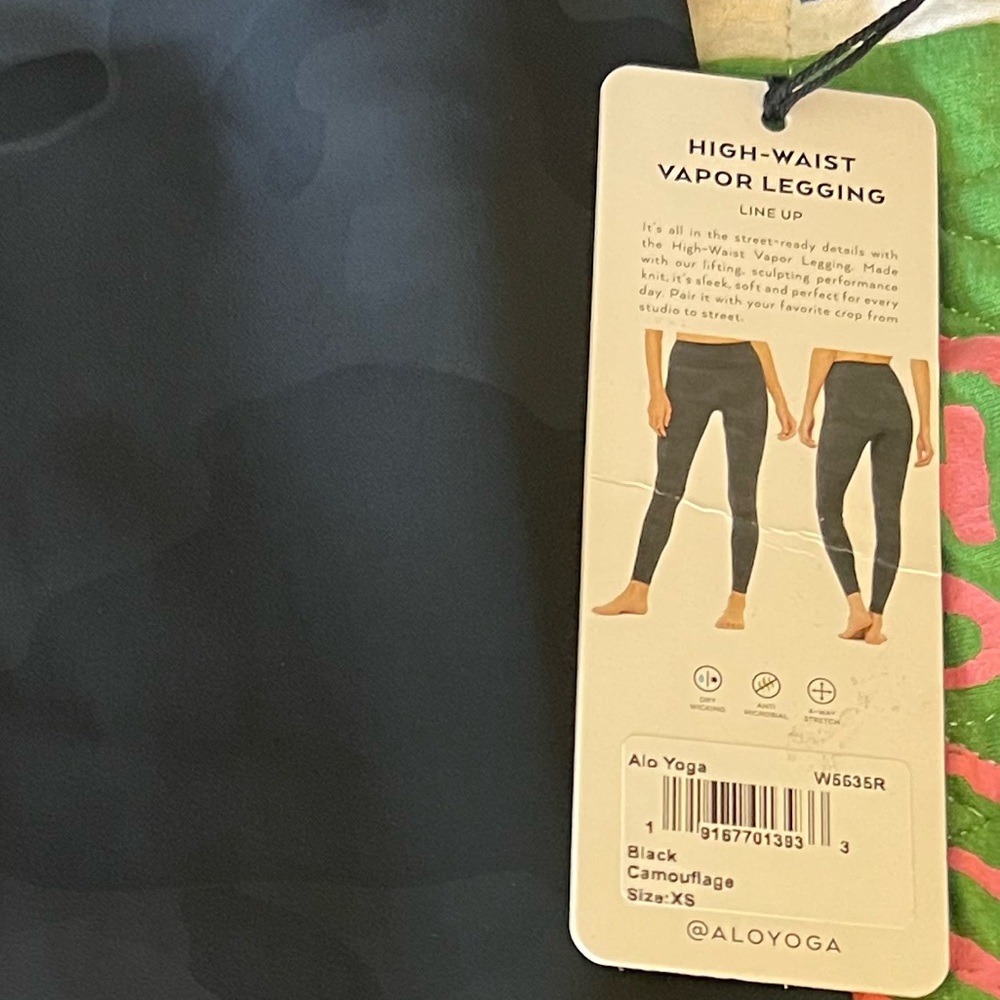 HIGH-WAIST
VAPOR LEGGING
LINE UP
It's all in the street-ready details with
the High-Waist Vapor Legging. Made
with our lifting, sculpting performance
knit, it's sleek, soft and perfect for every
day. Pair it with your favorite crop from
studio to street.
DRY
WICKING
ANTI
MICROBIAL
4-WAY
STRETCH
Alo Yoga
W5535R
1 9167701393 3
Black
Camouflage
Size:XS
@ALOYOGA